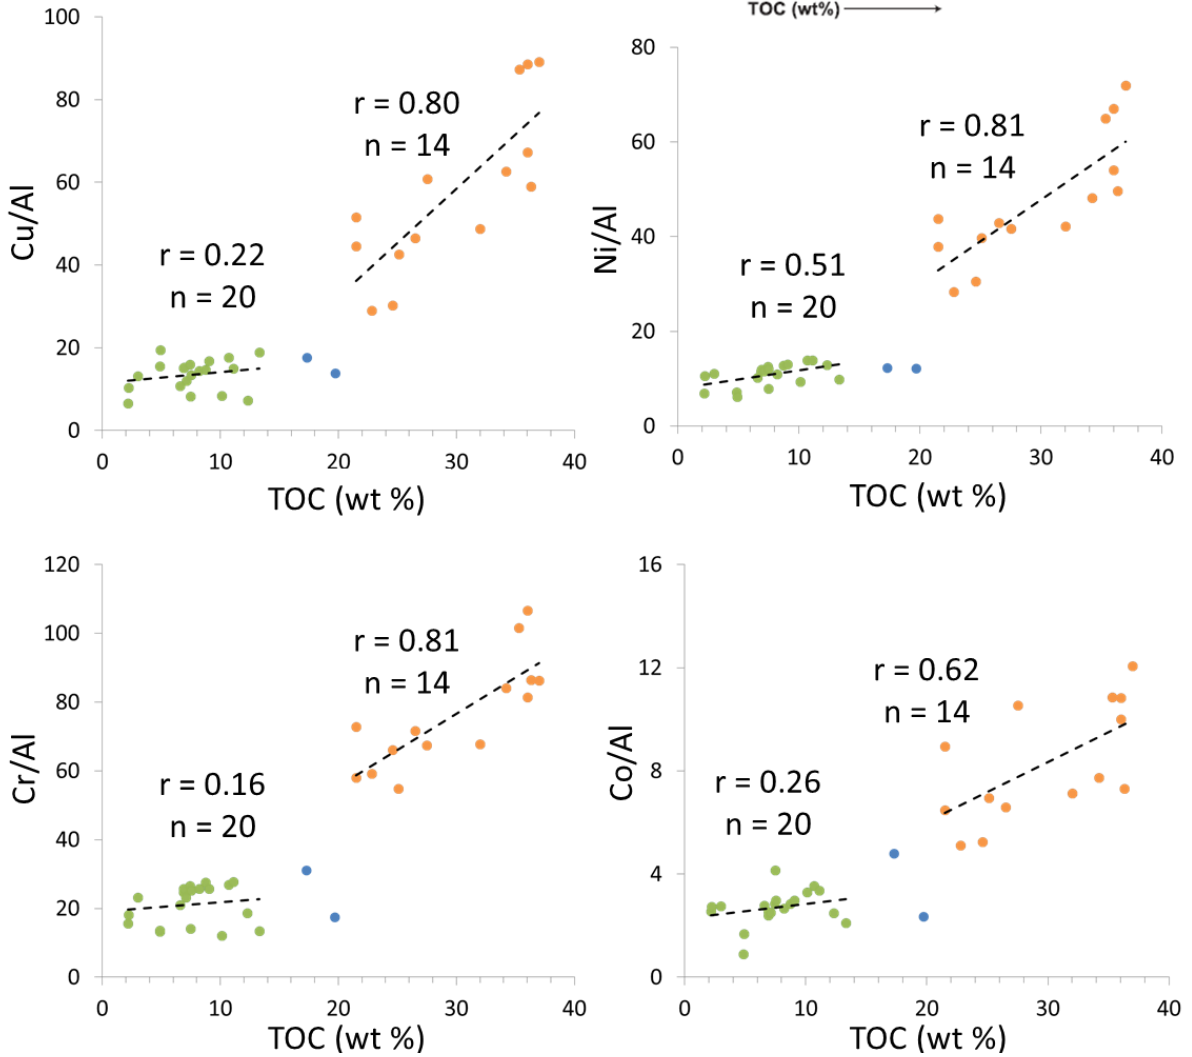 TOC (wt%)
100
80
60
40
20
0
Cu/Al
r = 0.80
n = 14
r = 0.22
n = 20
0 10 20 30 40
TOC (wt %)
80
60
40
20
0
Ni/Al
r = 0.81
n = 14
r = 0.51
n = 20
0 10 20 30 40
TOC (wt %)
120
100
80
60
40
20
0
Cr/Al
r = 0.81
n = 14
r = 0.16
n = 20
0 10 20 30 40
TOC (wt %)
16
12
8
4
0
Co/Al
r = 0.62
n = 14
r = 0.26
n = 20
0 10 20 30 40
TOC (wt %)